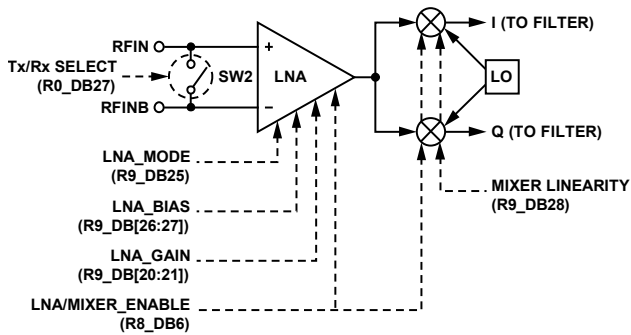 RFIN
I (TO FILTER)
Tx/Rx SELECT
(R0_DB27)
SW2
+
−
LNA
LO
RFINB
Q (TO FILTER)
LNA_MODE
(R9_DB25)
MIXER LINEARITY
(R9_DB28)
LNA_BIAS
(R9_DB[26:27])
LNA_GAIN
(R9_DB[20:21])
LNA/MIXER_ENABLE
(R8_DB6)